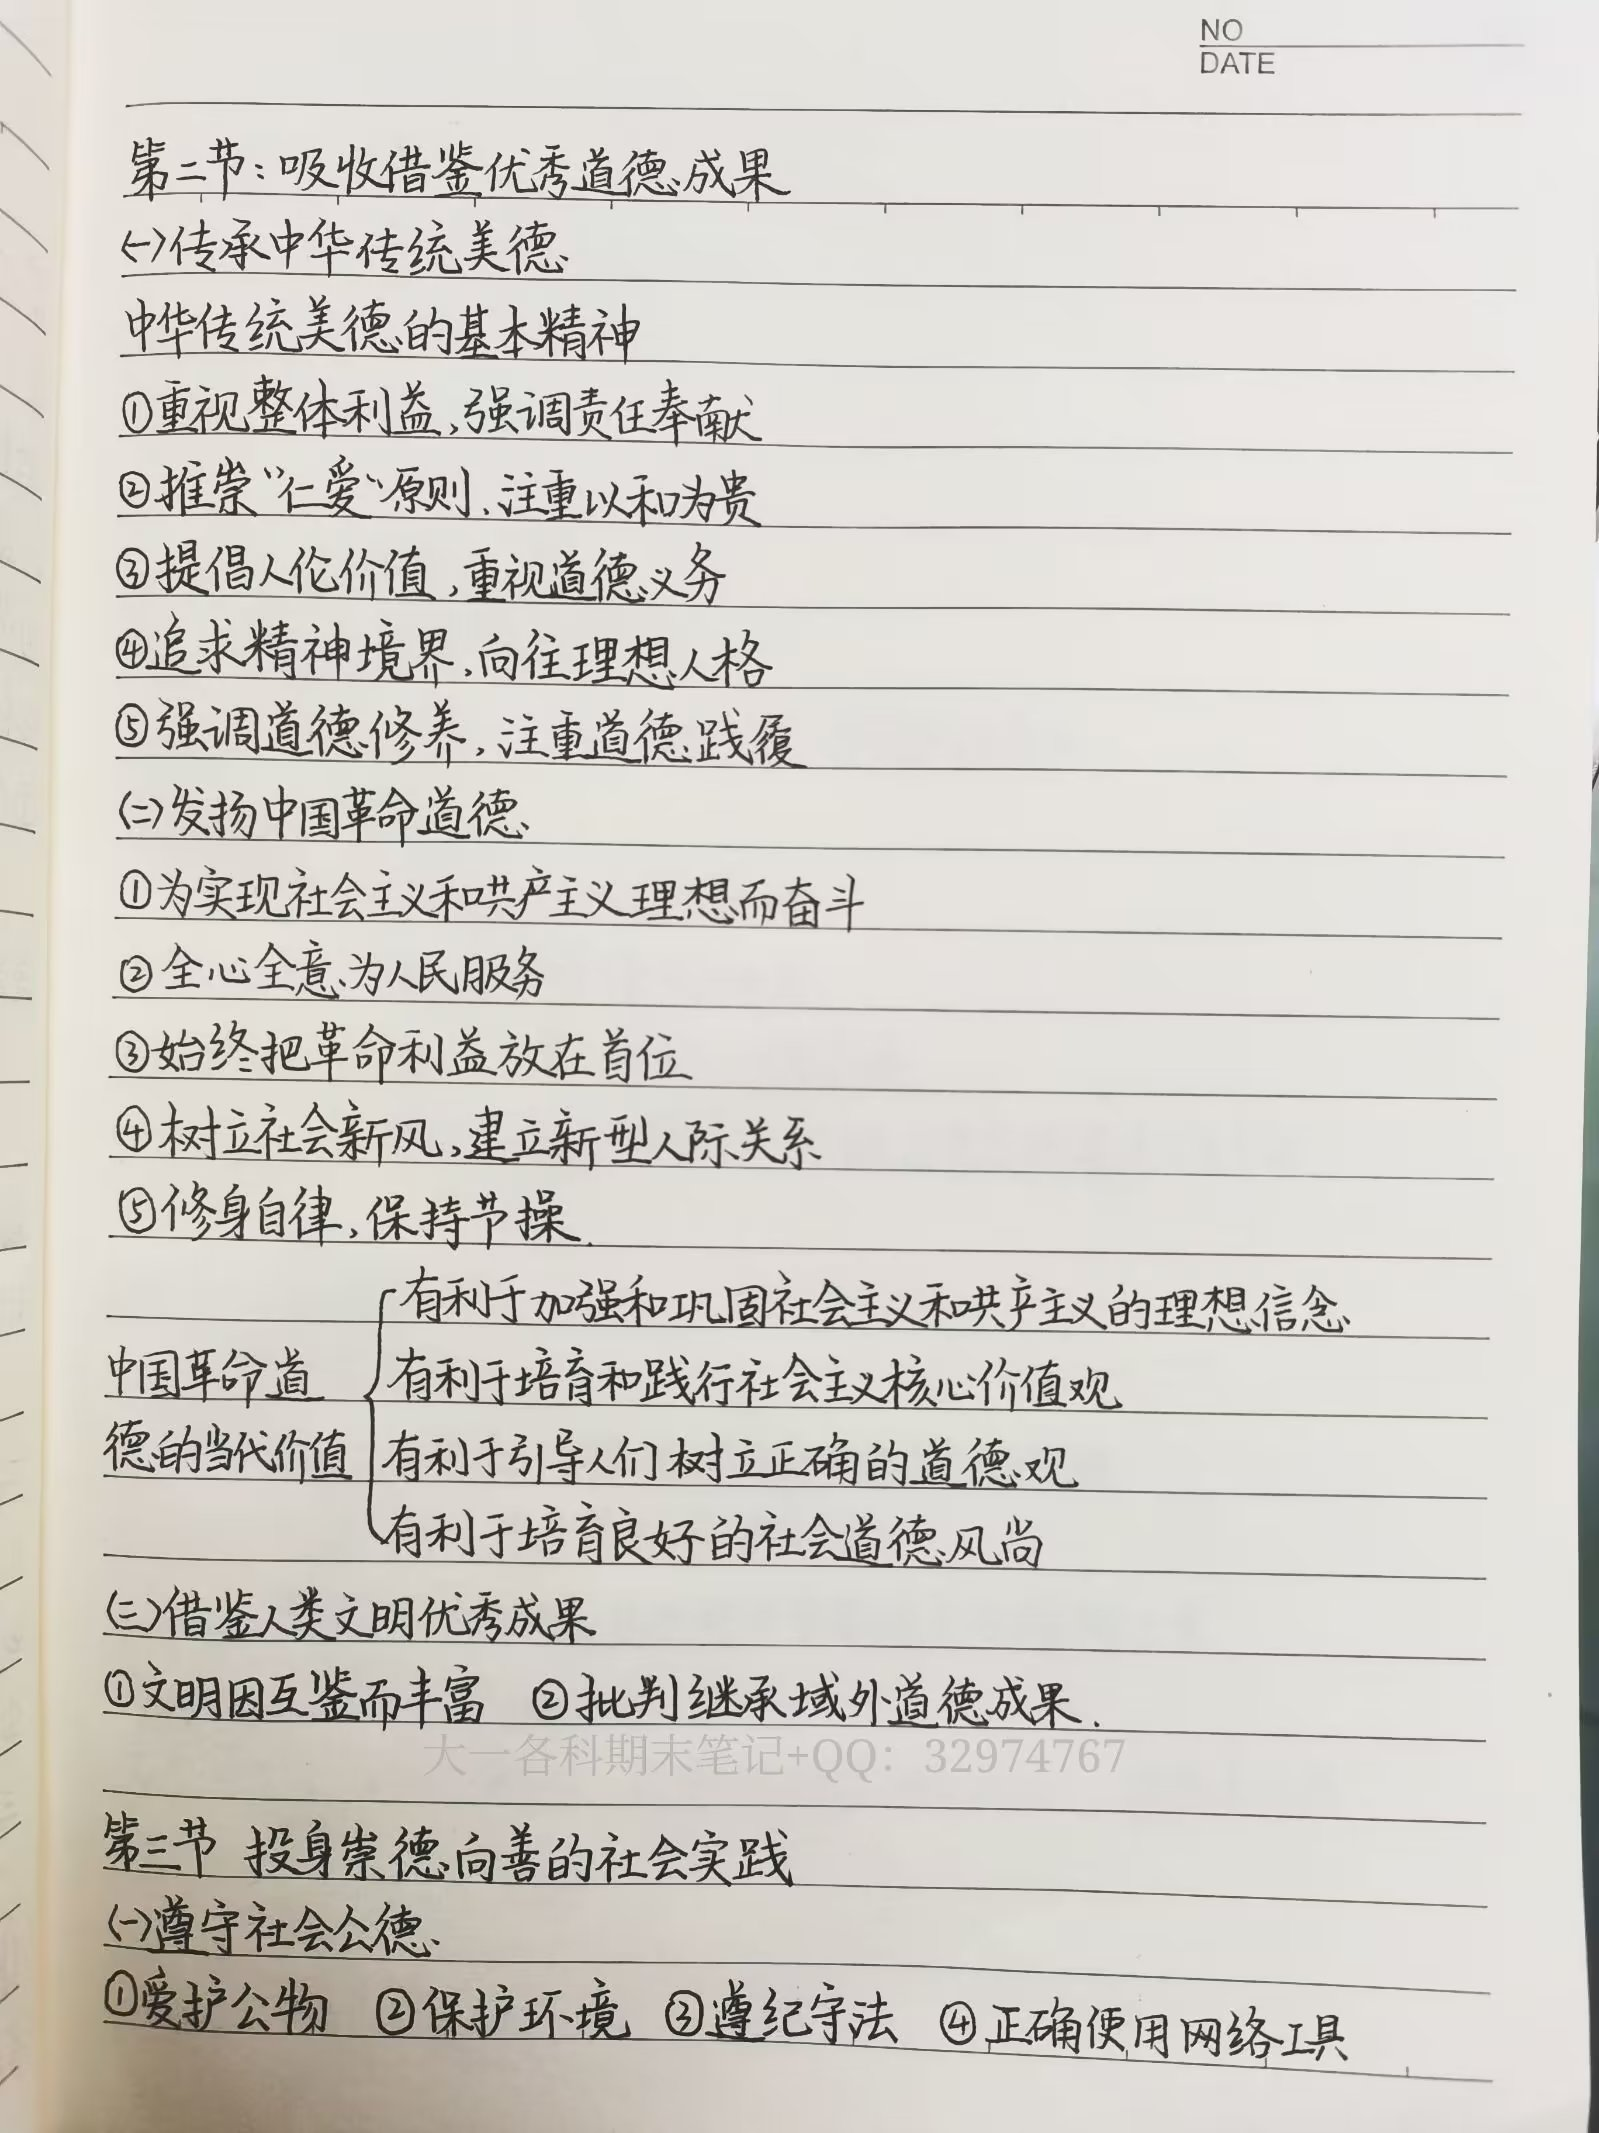 NO
DATE
第二节：吸收借鉴优秀道德成果
(一)传承中华传统美德
中华传统美德的基本精神
①重视整体利益，强调责任奉献
②推崇“仁爱”原则、注重以和为贵
③提倡人伦价值，重视道德义务
④追求精神境界，向往理想人格
⑤强调道德修养，注重道德践履
(二)发扬中国革命道德
①为实现社会主义和共产主义理想而奋斗
②全心全意为人民服务
③始终把革命利益放在首位
④树立社会新风，建立新型人际关系
⑤修身自律，保持节操.
中国革命道
德的当代价值
有利于加强和巩固社会主义和共产主义的理想信念
有利于培育和践行社会主义核心价值观
有利于引导人们树立正确的道德观
有利于培育良好的社会道德风尚
(三)借鉴人类文明优秀成果
①文明因互鉴而丰富 ②批判继承域外道德成果.
大一各科期末笔记+QQ：32974767
第三节 投身崇德向善的社会实践
(一)遵守社会公德
①爱护公物 ②保护环境 ③遵纪守法 ④正确使用网络工具